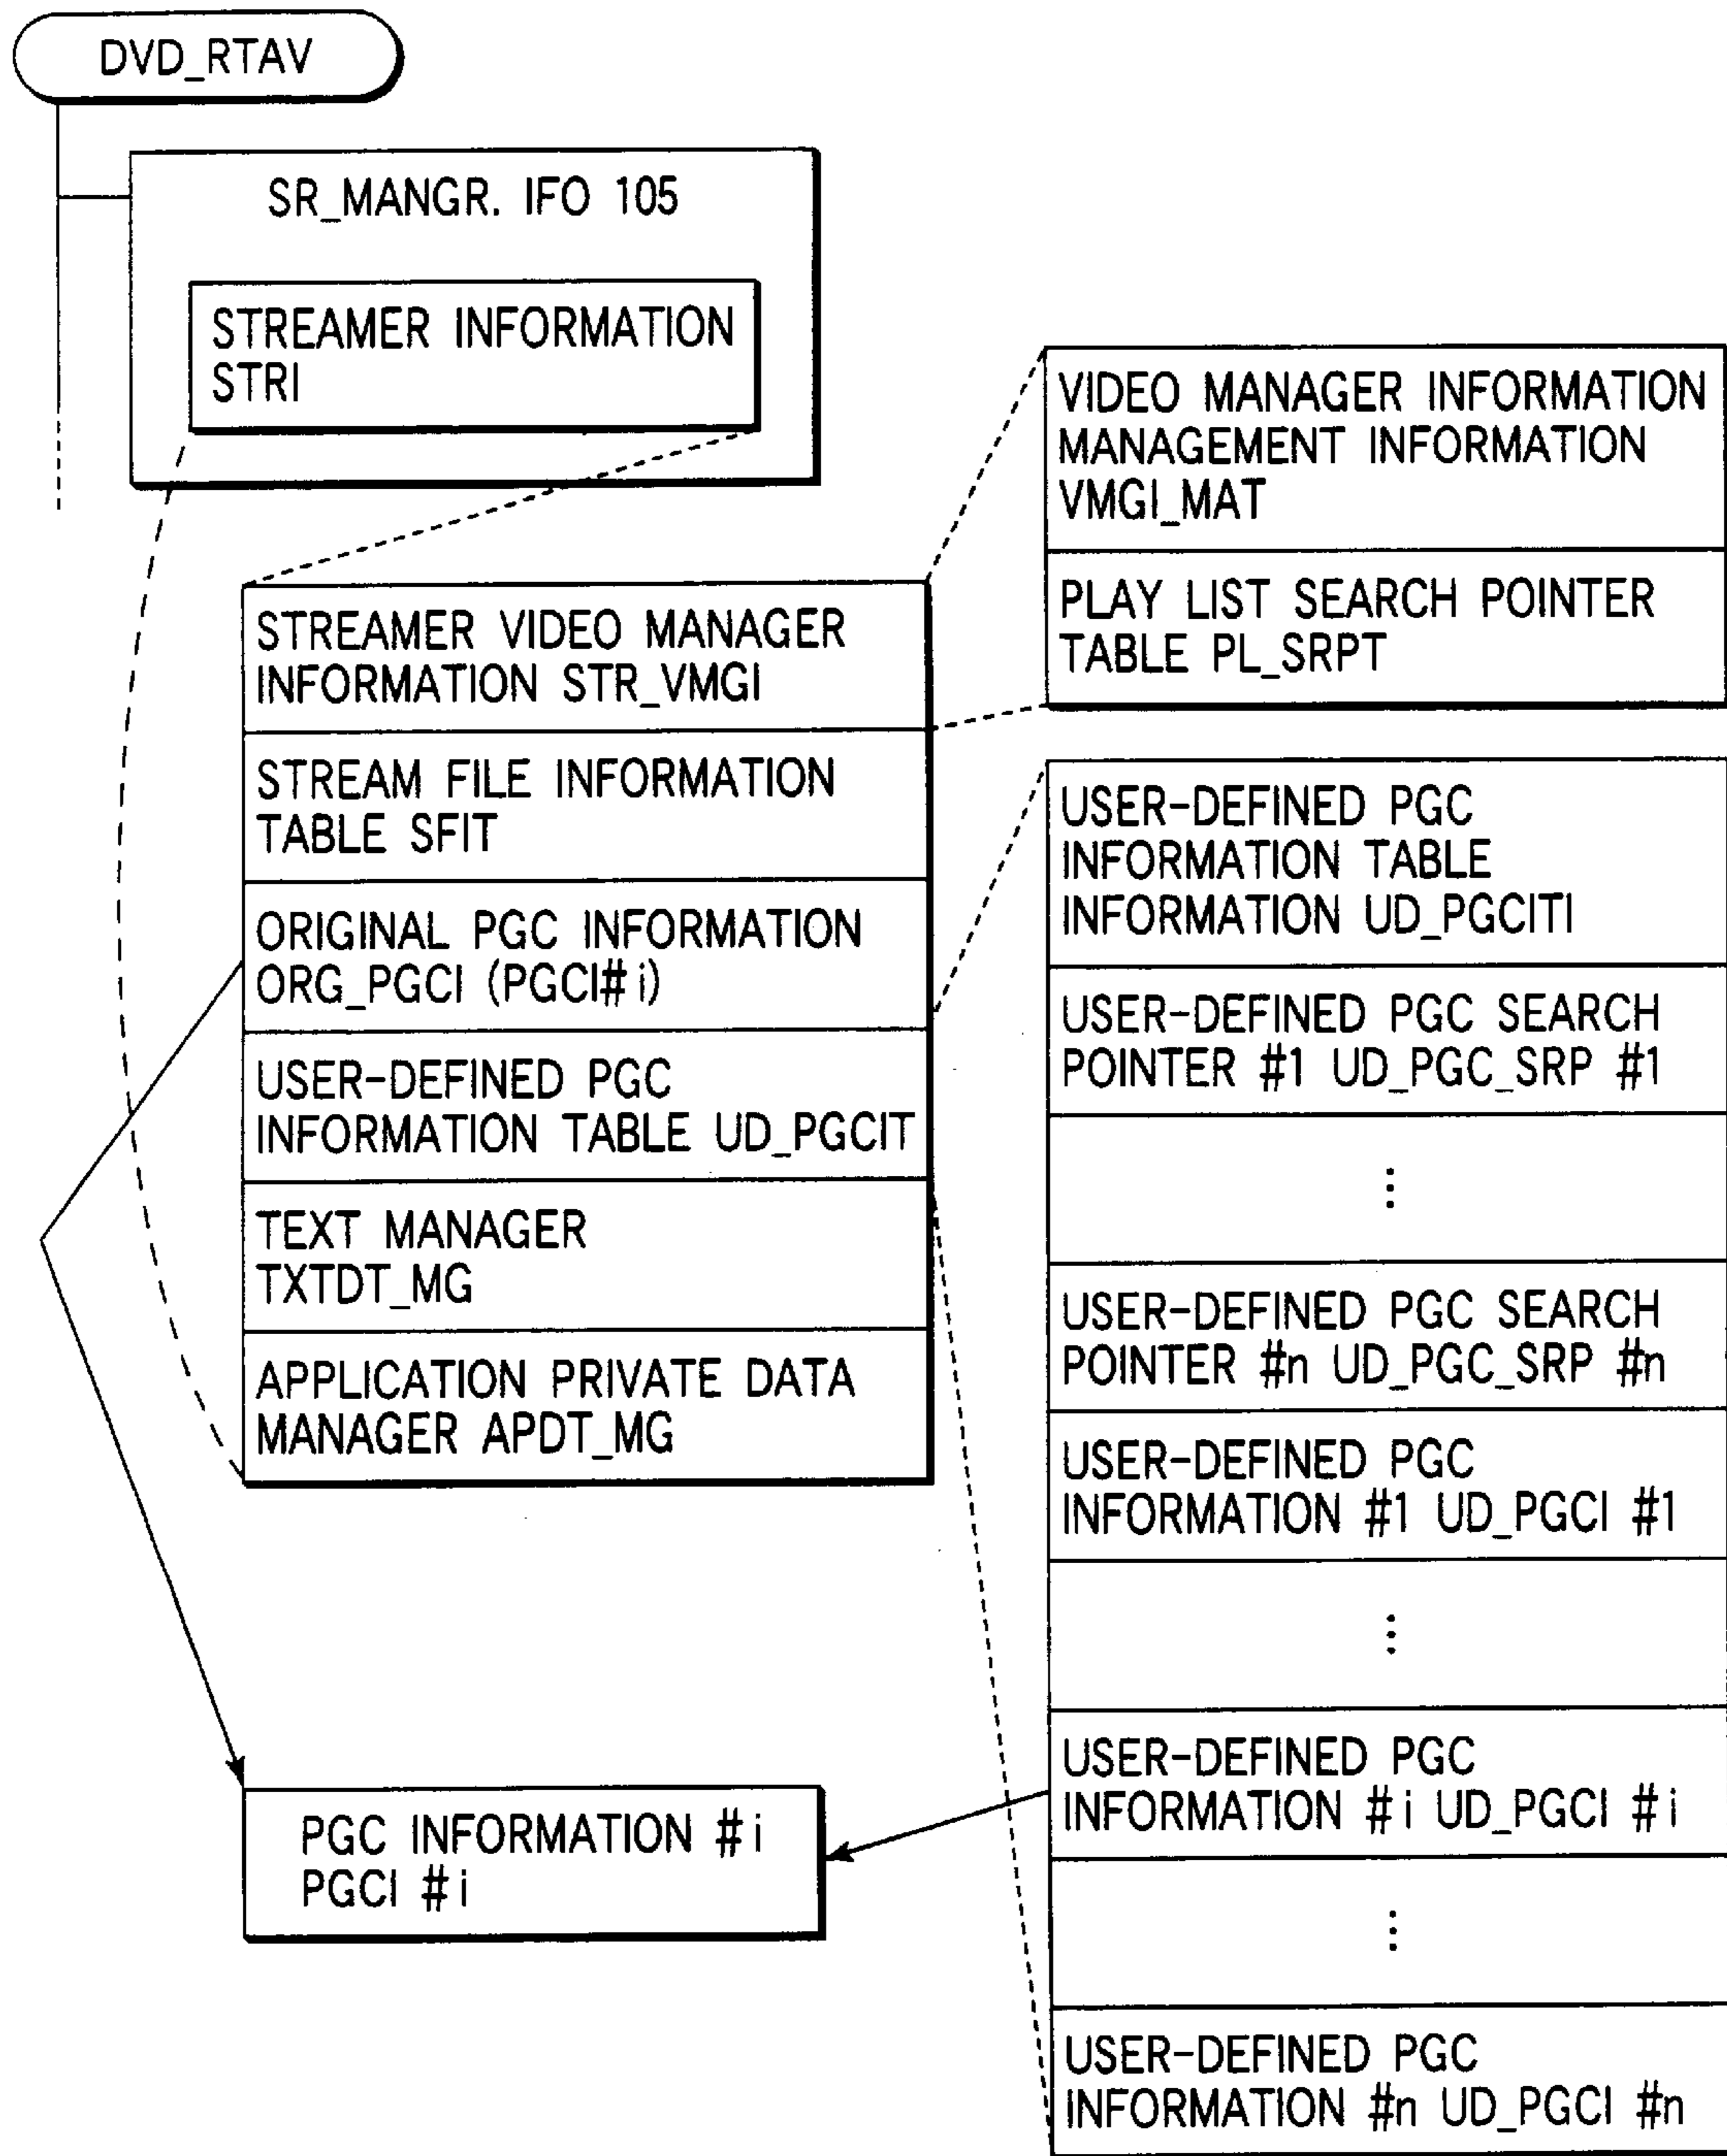 DVD_RTAV
SR_MANGR. IFO 105
STREAMER INFORMATION
STRI
VIDEO MANAGER INFORMATION
MANAGEMENT INFORMATION
VMGI_MAT
PLAY LIST SEARCH POINTER
TABLE PL_SRPT
STREAMER VIDEO MANAGER
INFORMATION STR_VMGI
STREAM FILE INFORMATION
TABLE SFIT
ORIGINAL PGC INFORMATION
ORG_PGCI (PGCI#i)
USER-DEFINED PGC
INFORMATION TABLE UD_PGCIT
TEXT MANAGER
TXTDT_MG
APPLICATION PRIVATE DATA
MANAGER APDT_MG
USER-DEFINED PGC
INFORMATION TABLE
INFORMATION UD_PGCITI
USER-DEFINED PGC SEARCH
POINTER #1 UD_PGC_SRP #1
⋮
USER-DEFINED PGC SEARCH
POINTER #n UD_PGC_SRP #n
USER-DEFINED PGC
INFORMATION #1 UD_PGCI #1
⋮
USER-DEFINED PGC
INFORMATION #i UD_PGCI #i
⋮
USER-DEFINED PGC
INFORMATION #n UD_PGCI #n
PGC INFORMATION #i
PGCI #i